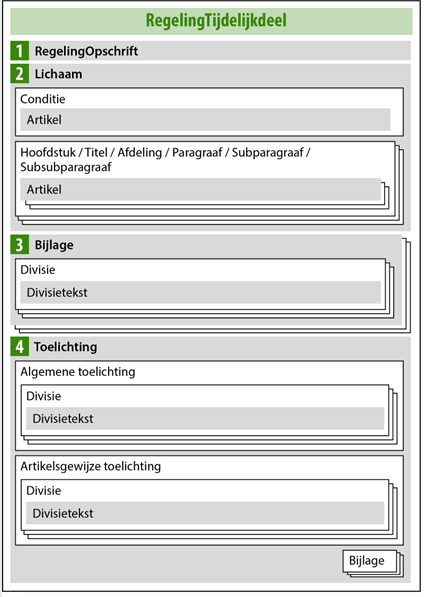 RegelingTijdelijkdeel
1 RegelingOpschrift
2 Lichaam
Conditie
Artikel
Hoofdstuk / Titel / Afdeling / Paragraaf / Subparagraaf /
Subsubparagraaf
Artikel
3 Bijlage
Divisie
Divisietekst
4 Toelichting
Algemene toelichting
Divisie
Divisietekst
Artikelsgewijze toelichting
Divisie
Divisietekst
Bijlage